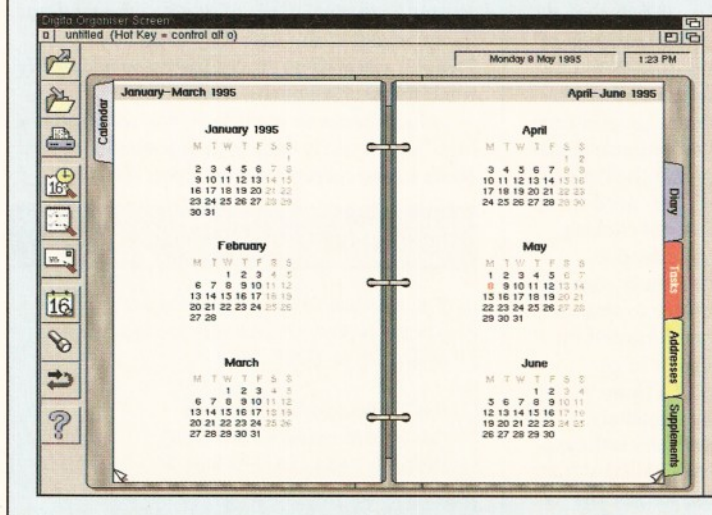 Digita Organiser Screen
untitled (Hot Key = control alt o)
Monday 8 May 1995
1:23 PM
Calendar
January-March 1995
January 1995
M T W T F S S
1
2 3 4 5 6 7 8
9 10 11 12 13 14 15
16 17 18 19 20 21 22
23 24 25 26 27 28 29
30 31
February
M T W T F S S
1 2 3 4 5
6 7 8 9 10 11 12
13 14 15 16 17 18 19
20 21 22 23 24 25 26
27 28
March
M T W T F S S
1 2 3 4 5
6 7 8 9 10 11 12
13 14 15 16 17 18 19
20 21 22 23 24 25 26
27 28 29 30 31
April-June 1995
April
M T W T F S S
1 2
3 4 5 6 7 8 9
10 11 12 13 14 15 16
17 18 19 20 21 22 23
24 25 26 27 28 29 30
May
M T W T F S S
1 2 3 4 5 6 7
8 9 10 11 12 13 14
15 16 17 18 19 20 21
22 23 24 25 26 27 28
29 30 31
June
M T W T F S S
1 2 3 4
5 6 7 8 9 10 11
12 13 14 15 16 17 18
19 20 21 22 23 24 25
26 27 28 29 30
Diary
Tasks
Addresses
Supplements
16
16
?